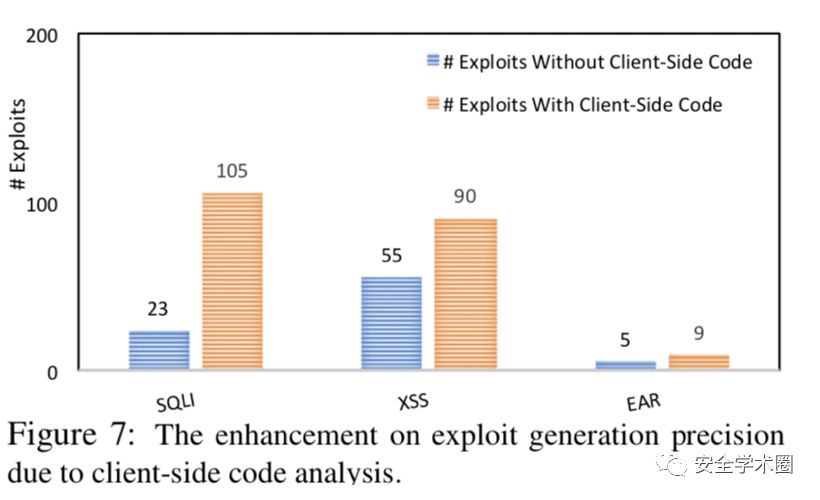 200
# Exploits Without Client-Side Code
# Exploits With Client-Side Code
# Exploits
105
100
90
55
23
5
9
0
SQLI
XSS
EAR
Figure 7: The enhancement on exploit generation precision
due to client-side code analysis.
安全学术圈